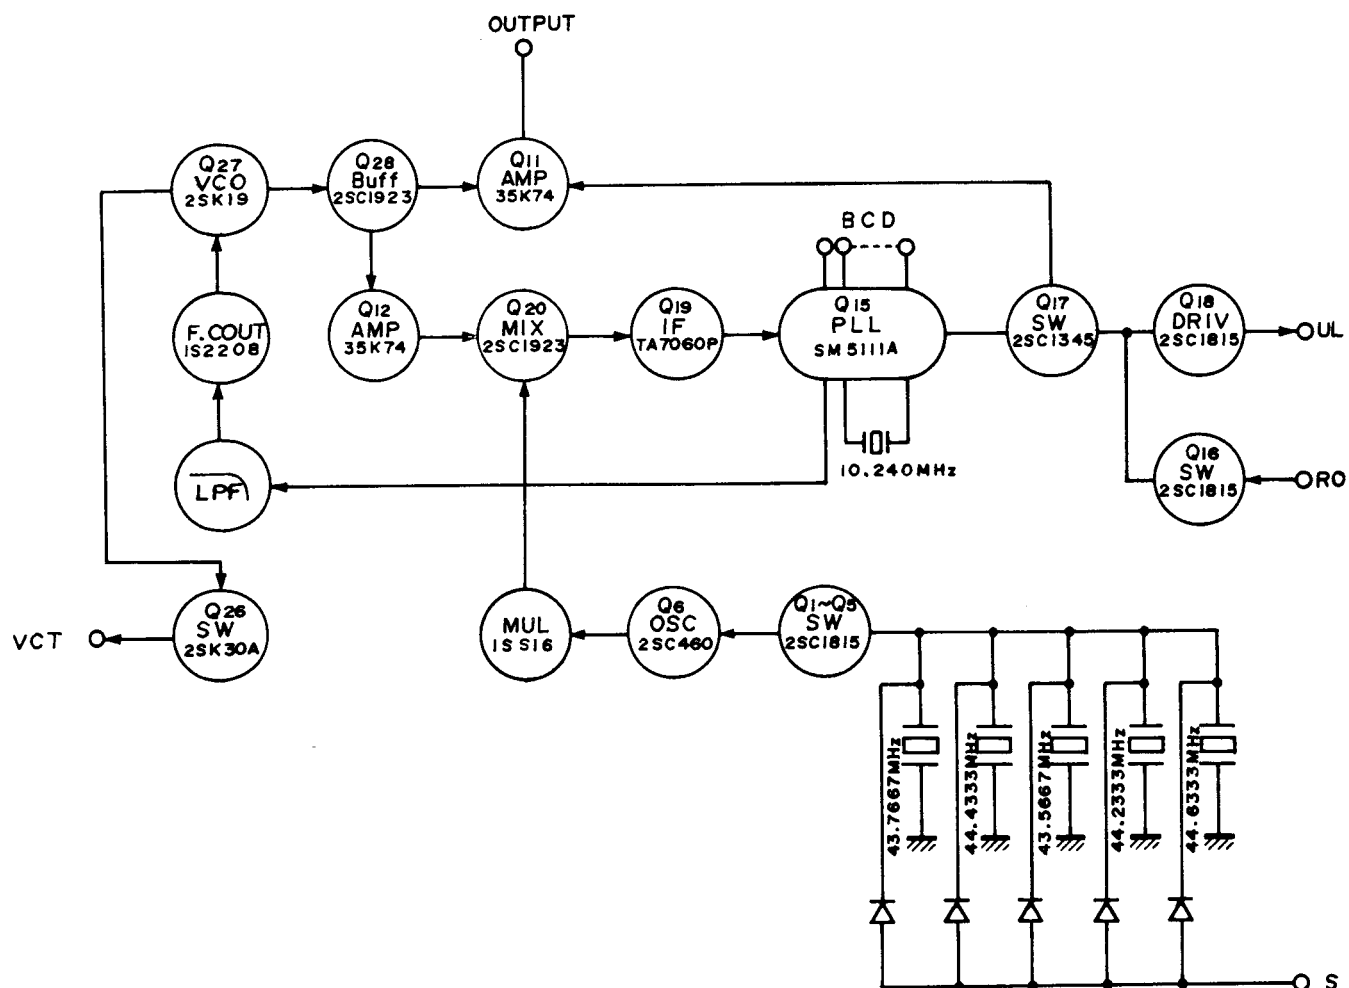 OUTPUT
Q27
VCO
2SK19
Q28
Buff
2SC1923
Q11
AMP
35K74
BCD
F.COUT
1S2208
Q12
AMP
35K74
Q20
MIX
2SC1923
Q19
IF
TA7060P
Q15
PLL
SM5111A
Q17
SW
2SC1345
Q18
DRIV
2SC1815
UL
10.240MHz
LPF
Q16
SW
2SC1815
RO
VCT
Q26
SW
2SK30A
MUL
1SS16
Q6
OSC
2SC460
Q1~Q5
SW
2SC1815
43.7667MHz
44.4333MHz
43.5667MHz
44.2333MHz
44.6333MHz
S